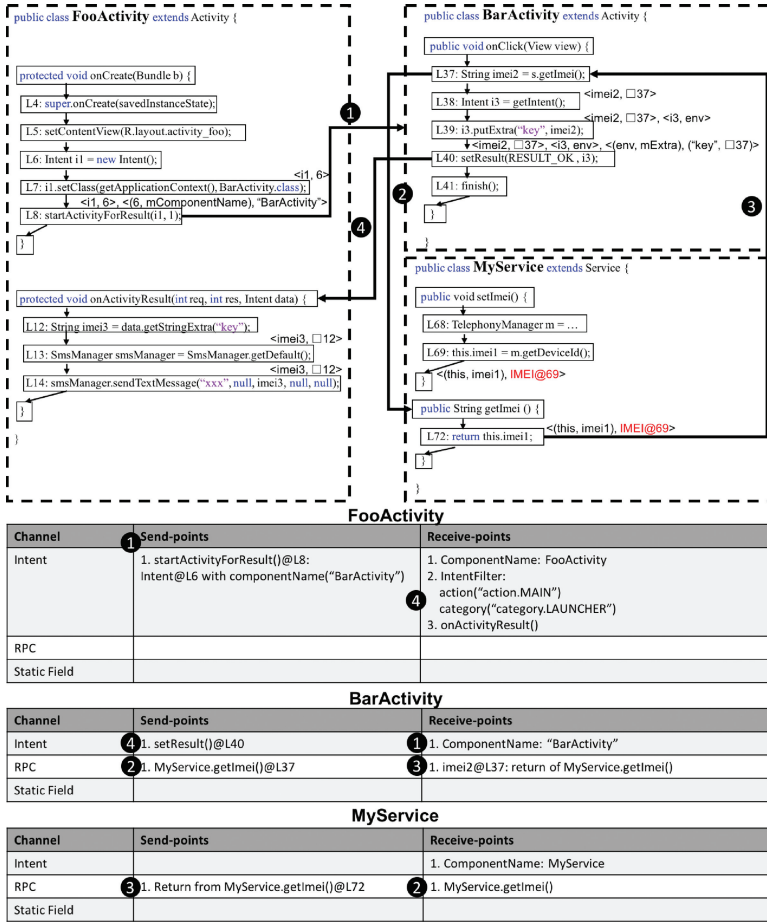 public class FooActivity extends Activity {
protected void onCreate(Bundle b) {
L4: super.onCreate(savedInstanceState);
L5: setContentView(R.layout.activity_foo);
L6: Intent i1 = new Intent();
<i1, 6>
L7: i1.setClass(getApplicationContext(),BarActivity.class);
<i1, 6>, <(6, mComponentName), “BarActivity”>
L8: startActivityForResult(i1, 1);
}
protected void onActivityResult(int req, int res, Intent data) {
L12: String imei3 = data.getStringExtra(“key”);
<imei3, □12>
L13: SmsManager smsManager = SmsManager.getDefault();
<imei3, □12>
L14: smsManager.sendTextMessage(“xxx”, null, imei3, null, null);
}
}
1
2
4
3
public class BarActivity extends Activity {
public void onClick(View view) {
L37: String imei2 = s.getImei();
<imei2, □37>
L38: Intent i3 = getIntent();
<imei2, □37>, <i3, env>
L39: i3.putExtra(“key”, imei2);
<imei2, □37>, <i3, env>, <(env, mExtra), (“key”, □37)>
L40: setResult(RESULT_OK , i3);
L41: finish();
}
}
public class MyService extends Service {
public void setImei() {
L68: TelephonyManager m = …
L69: this.imei1 = m.getDeviceId();
} <(this, imei1), IMEI@69>
public String getImei () {
<(this, imei1), IMEI@69>
L72: return this.imei1;
}
}
FooActivity
Channel Send-points Receive-points
Intent 1 1. startActivityForResult()@L8: 1. ComponentName: FooActivity
Intent@L6 with componentName(“BarActivity”) 2. IntentFilter:
action(“action.MAIN”)
4 category(“category.LAUNCHER”)
3. onActivityResult()
RPC
Static Field
BarActivity
Channel Send-points Receive-points
Intent 4 1. setResult()@L40 1 1. ComponentName: “BarActivity”
RPC 2 1. MyService.getImei()@L37 3 1. imei2@L37: return of MyService.getImei()
Static Field
MyService
Channel Send-points Receive-points
Intent 1. ComponentName: MyService
RPC 3 1. Return from MyService.getImei()@L72 2 1. MyService.getImei()
Static Field